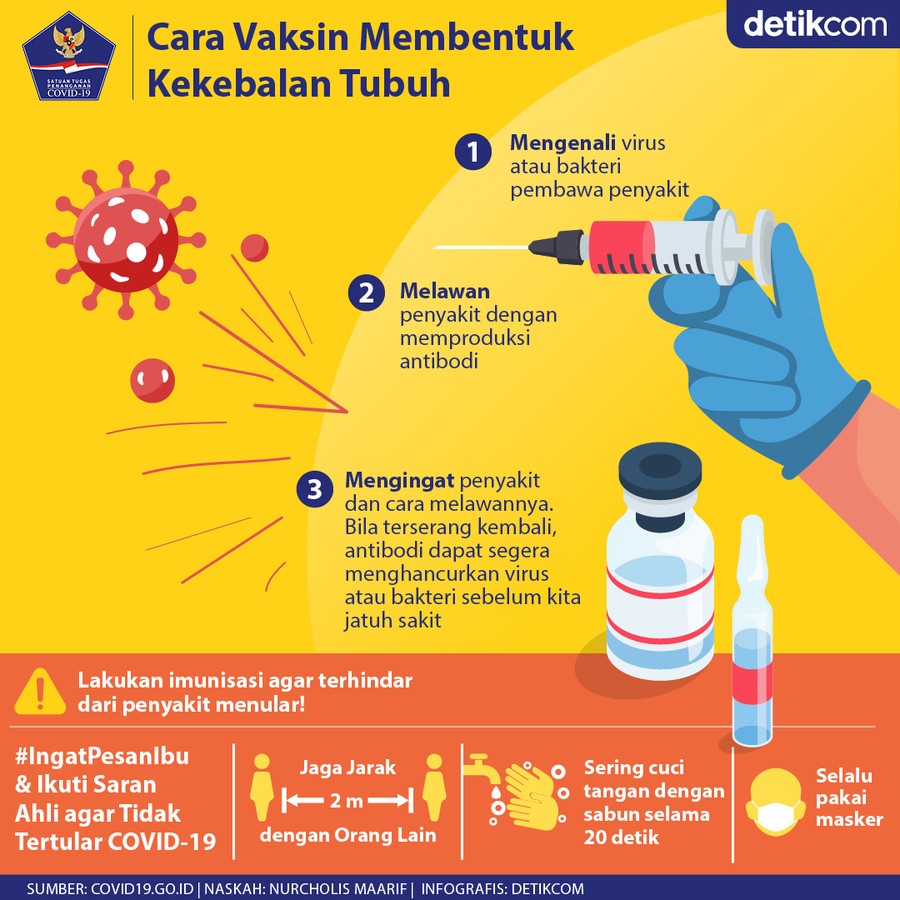 SATUAN TUGAS
PENANGANAN
COVID-19
Cara Vaksin Membentuk
Kekebalan Tubuh
detikcom
1
Mengenali virus
atau bakteri
pembawa penyakit
2
Melawan
penyakit dengan
memproduksi
antibodi
3
Mengingat penyakit
dan cara melawannya.
Bila terserang kembali,
antibodi dapat segera
menghancurkan virus
atau bakteri sebelum kita
jatuh sakit
Lakukan imunisasi agar terhindar
dari penyakit menular!
#IngatPesanIbu
& Ikuti Saran
Ahli agar Tidak
Tertular COVID-19
Jaga Jarak
2 m
dengan Orang Lain
Sering cuci
tangan dengan
sabun selama
20 detik
Selalu
pakai
masker
SUMBER: COVID19.GO.ID | NASKAH: NURCHOLIS MAARIF | INFOGRAFIS: DETIKCOM